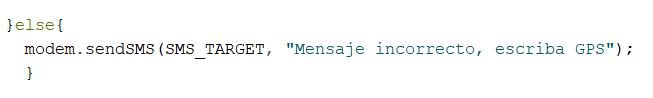 }else{
modem.sendSMS(SMS_TARGET, "Mensaje incorrecto, escriba GPS");
}